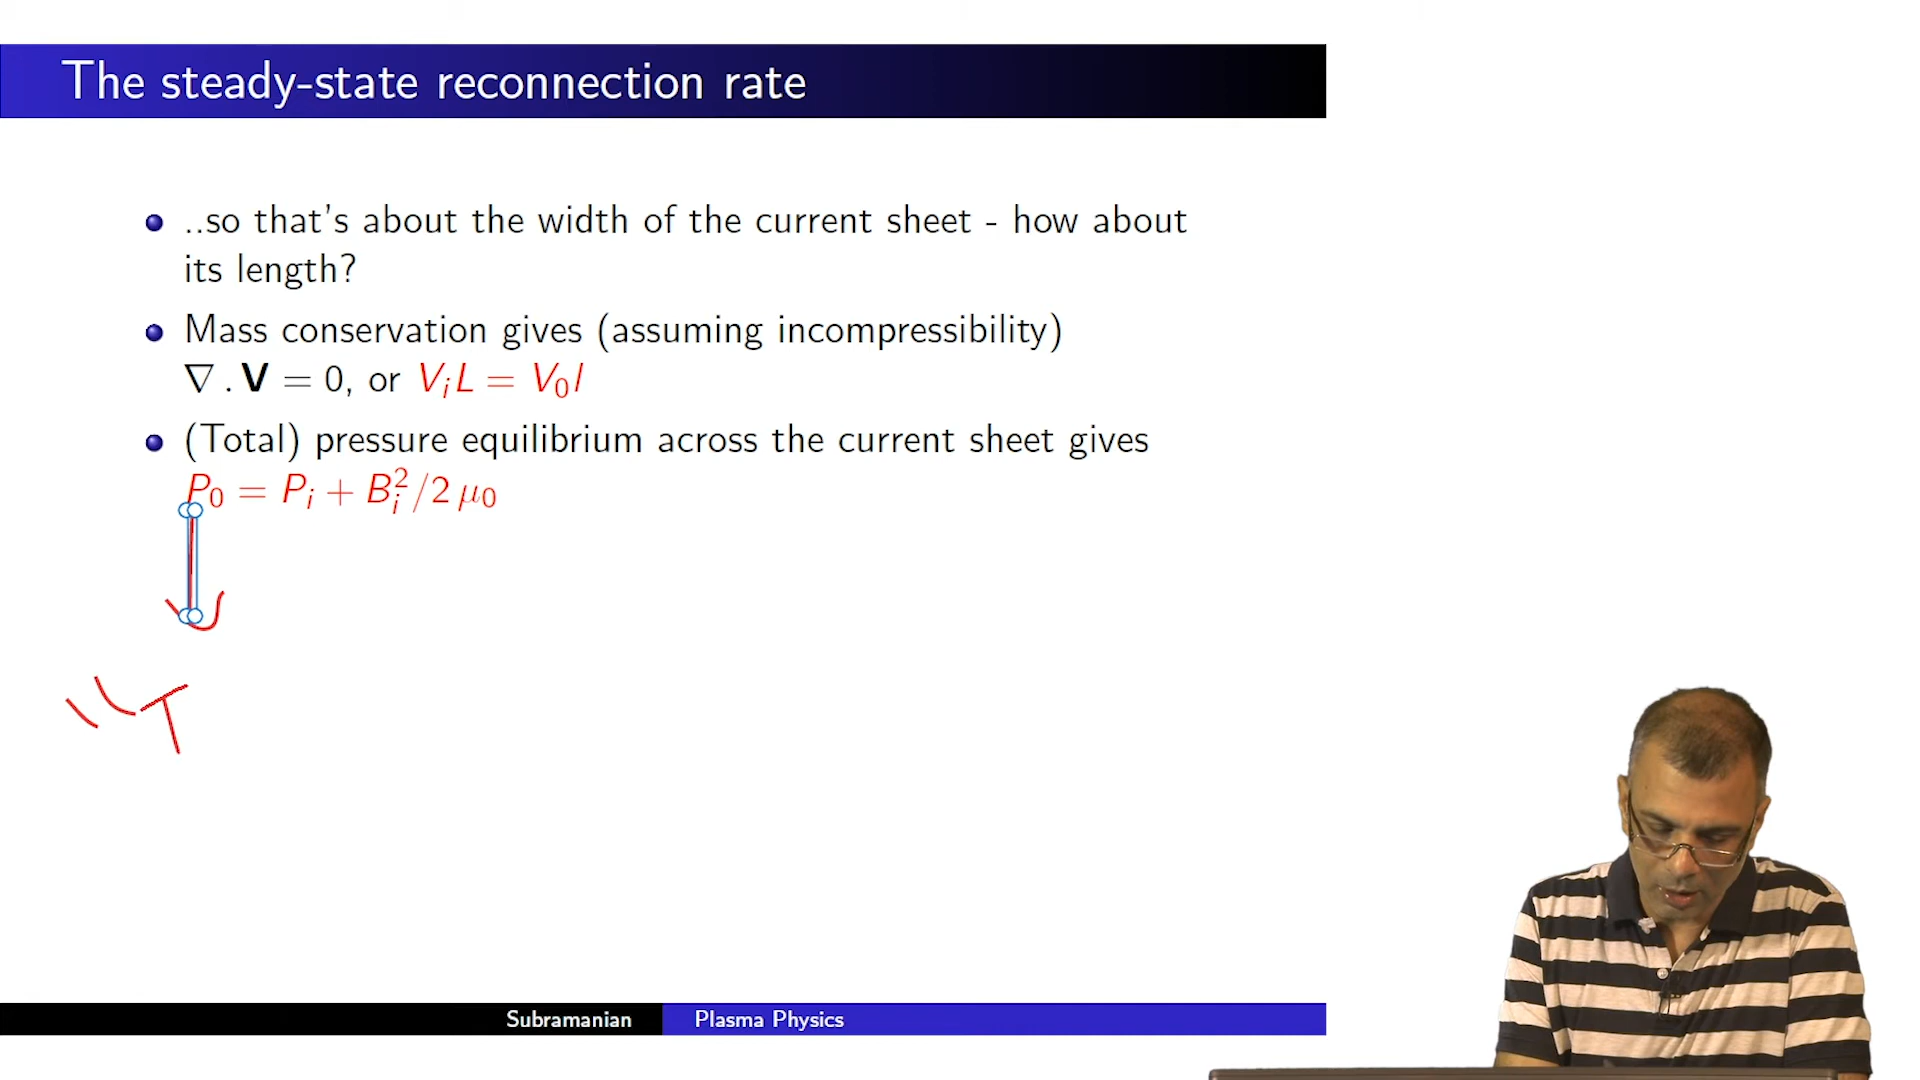 The steady-state reconnection rate
..so that's about the width of the current sheet - how about
its length?
Mass conservation gives (assuming incompressibility)
∇ . V = 0, or V_i L = V_0 l
(Total) pressure equilibrium across the current sheet gives
P_0 = P_i + B_i^2/2 μ_0
Subramanian Plasma Physics